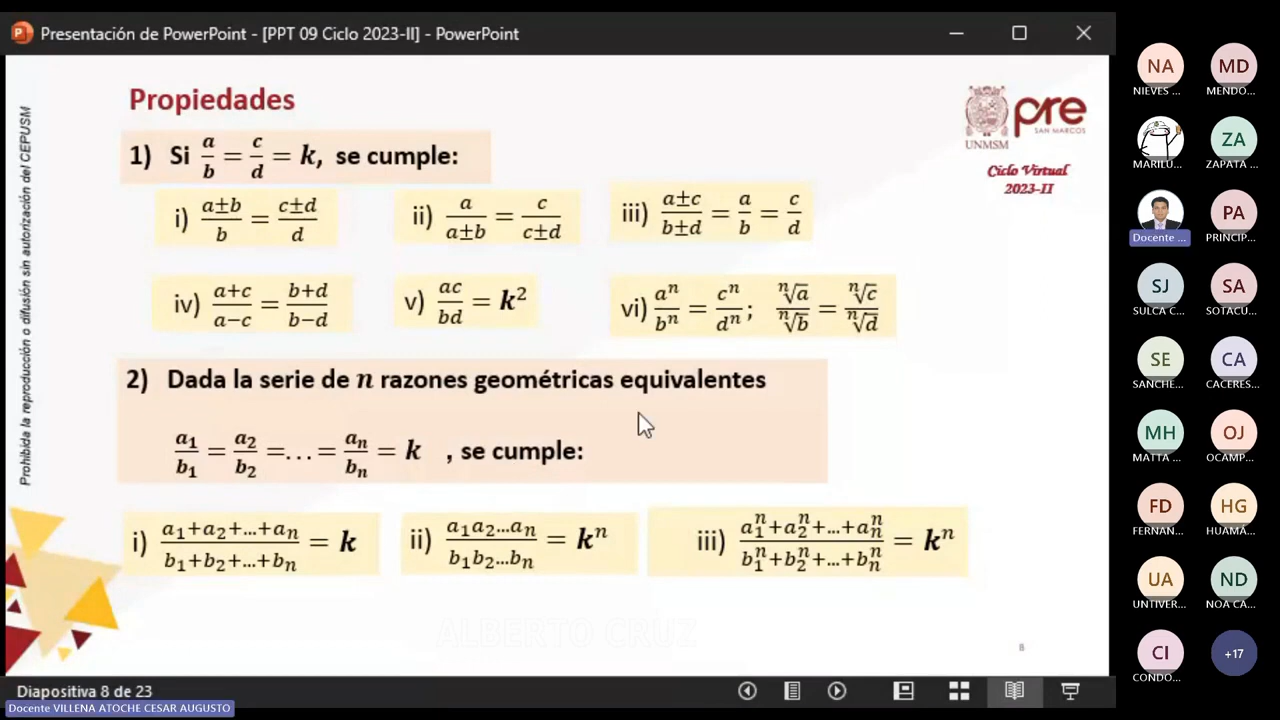 Presentación de PowerPoint - [PPT 09 Ciclo 2023-II] - PowerPoint
Prohibida la reproducción o difusión sin autorización del CEPUSM
Propiedades
UNMSM
pre
SAN MARCOS
Ciclo Virtual
2023-II
1) Si a/b = c/d = k, se cumple:
i) (a±b)/b = (c±d)/d
ii) a/(a±b) = c/(c±d)
iii) (a±c)/(b±d) = a/b = c/d
iv) (a+c)/(a−c) = (b+d)/(b−d)
v) ac/bd = k²
vi) aⁿ/bⁿ = cⁿ/dⁿ; ⁿ√a/ⁿ√b = ⁿ√c/ⁿ√d
2) Dada la serie de n razones geométricas equivalentes
a₁/b₁ = a₂/b₂ =...= aₙ/bₙ = k , se cumple:
i) (a₁+a₂+...+aₙ)/(b₁+b₂+...+bₙ) = k
ii) (a₁a₂...aₙ)/(b₁b₂...bₙ) = kⁿ
iii) (a₁ⁿ+a₂ⁿ+...+aₙⁿ)/(b₁ⁿ+b₂ⁿ+...+bₙⁿ) = kⁿ
ALBERTO CRUZ
8
Diapositiva 8 de 23
Docente VILLENA ATOCHE CESAR AUGUSTO
NA
NIEVES ...
MD
MENDO...
MARILÚ...
ZA
ZAPATA ...
Docente ...
PA
PRINCIP...
SJ
SULCA C...
SA
SOTACU...
SE
SANCHE...
CA
CACERES...
MH
MATTA ...
OJ
OCAMP...
FD
FERNAN...
HG
HUAMÁ...
UA
UNTIVER...
ND
NOA CA...
CI
CONDO...
+17